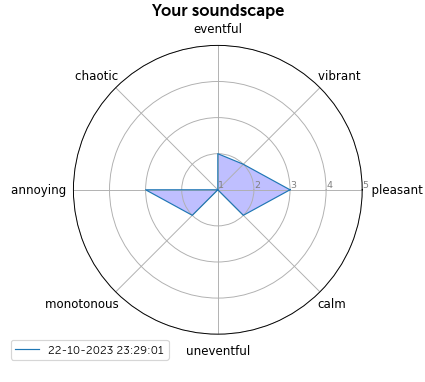 Your soundscape
eventful
chaotic
vibrant
annoying
1
2
3
4
5
pleasant
monotonous
calm
uneventful
22-10-2023 23:29:01